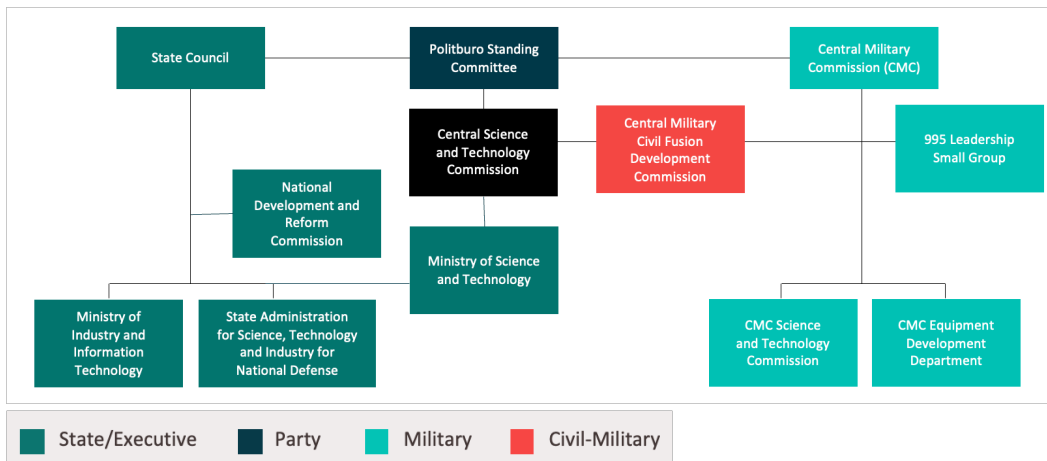 State Council
Politburo Standing
Committee
Central Military
Commission (CMC)
Central Science
and Technology
Commission
Central Military
Civil Fusion
Development
Commission
995 Leadership
Small Group
National
Development and
Reform
Commission
Ministry of Science
and Technology
Ministry of
Industry and
Information
Technology
State Administration
for Science, Technology
and Industry for
National Defense
CMC Science
and Technology
Commission
CMC Equipment
Development
Department
State/Executive
Party
Military
Civil-Military